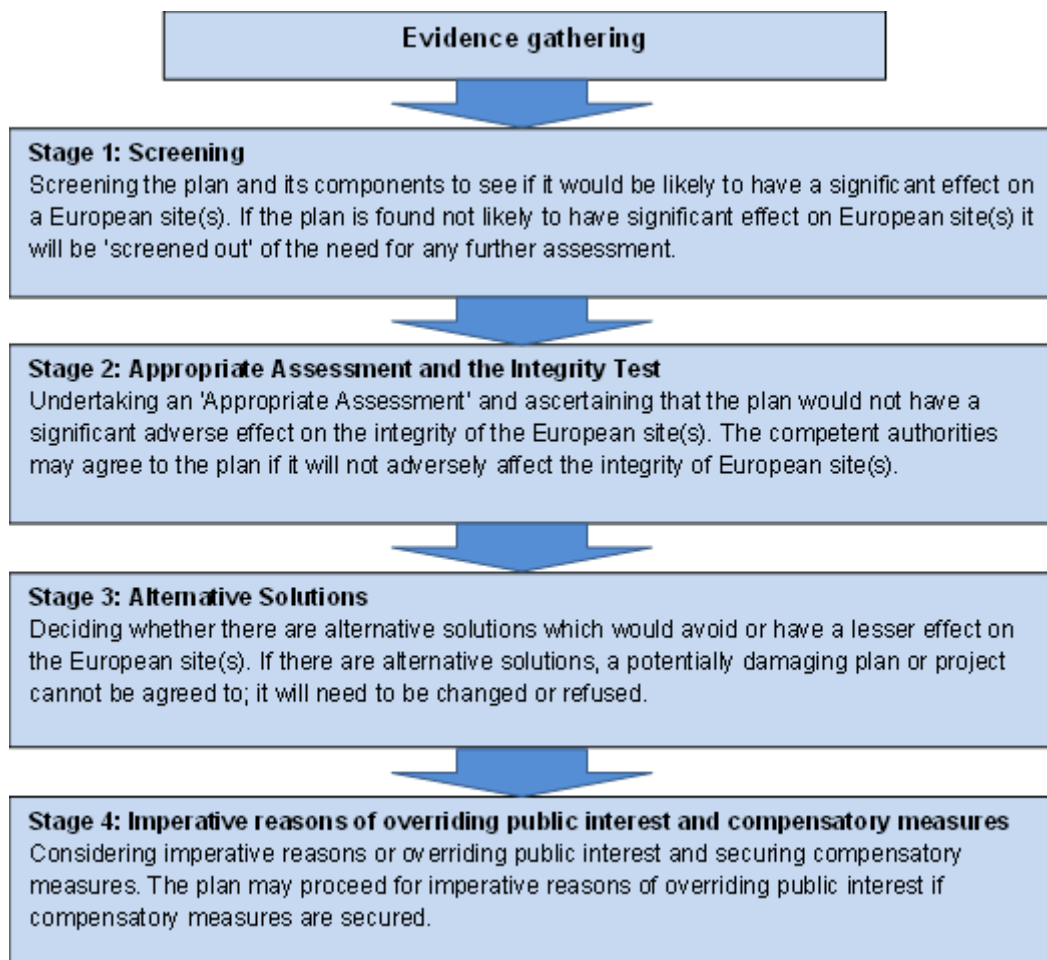 Evidence gathering
Stage 1: Screening
Screening the plan and its components to see if it would be likely to have a significant effect on
a European site(s). If the plan is found not likely to have significant effect on European site(s) it
will be 'screened out' of the need for any further assessment.
Stage 2: Appropriate Assessment and the Integrity Test
Undertaking an 'Appropriate Assessment' and ascertaining that the plan would not have a
significant adverse effect on the integrity of the European site(s). The competent authorities
may agree to the plan if it will not adversely affect the integrity of European site(s).
Stage 3: Alternative Solutions
Deciding whether there are alternative solutions which would avoid or have a lesser effect on
the European site(s). If there are alternative solutions, a potentially damaging plan or project
cannot be agreed to; it will need to be changed or refused.
Stage 4: Imperative reasons of overriding public interest and compensatory measures
Considering imperative reasons or overriding public interest and securing compensatory
measures. The plan may proceed for imperative reasons of overriding public interest if
compensatory measures are secured.